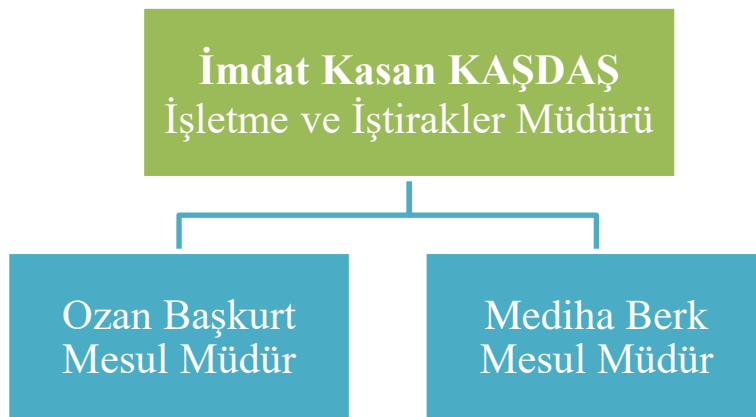 İmdat Kasan KAŞDAŞ
İşletme ve İştirakler Müdürü
Ozan Başkurt
Mesul Müdür
Mediha Berk
Mesul Müdür